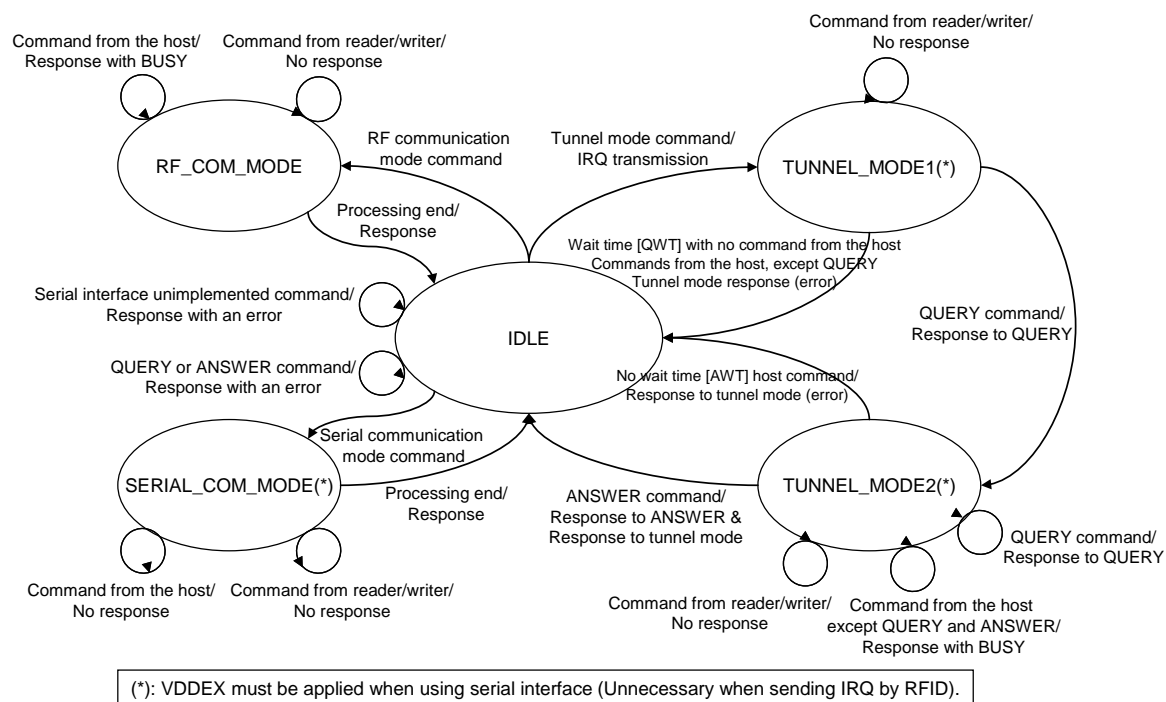 Command from the host/
Response with BUSY
Command from reader/writer/
No response
RF_COM_MODE
RF communication
mode command
Processing end/
Response
Tunnel mode command/
IRQ transmission
Command from reader/writer/
No response
TUNNEL_MODE1(*)
Wait time [QWT] with no command from the host
Commands from the host, except QUERY
Tunnel mode response (error)
QUERY command/
Response to QUERY
Serial interface unimplemented command/
Response with an error
IDLE
QUERY or ANSWER command/
Response with an error
No wait time [AWT] host command/
Response to tunnel mode (error)
Serial communication
mode command
SERIAL_COM_MODE(*)
Processing end/
Response
ANSWER command/
Response to ANSWER &
Response to tunnel mode
TUNNEL_MODE2(*)
QUERY command/
Response to QUERY
Command from the host/
No response
Command from reader/writer/
No response
Command from reader/writer/
No response
Command from the host
except QUERY and ANSWER/
Response with BUSY
(*): VDDEX must be applied when using serial interface (Unnecessary when sending IRQ by RFID).